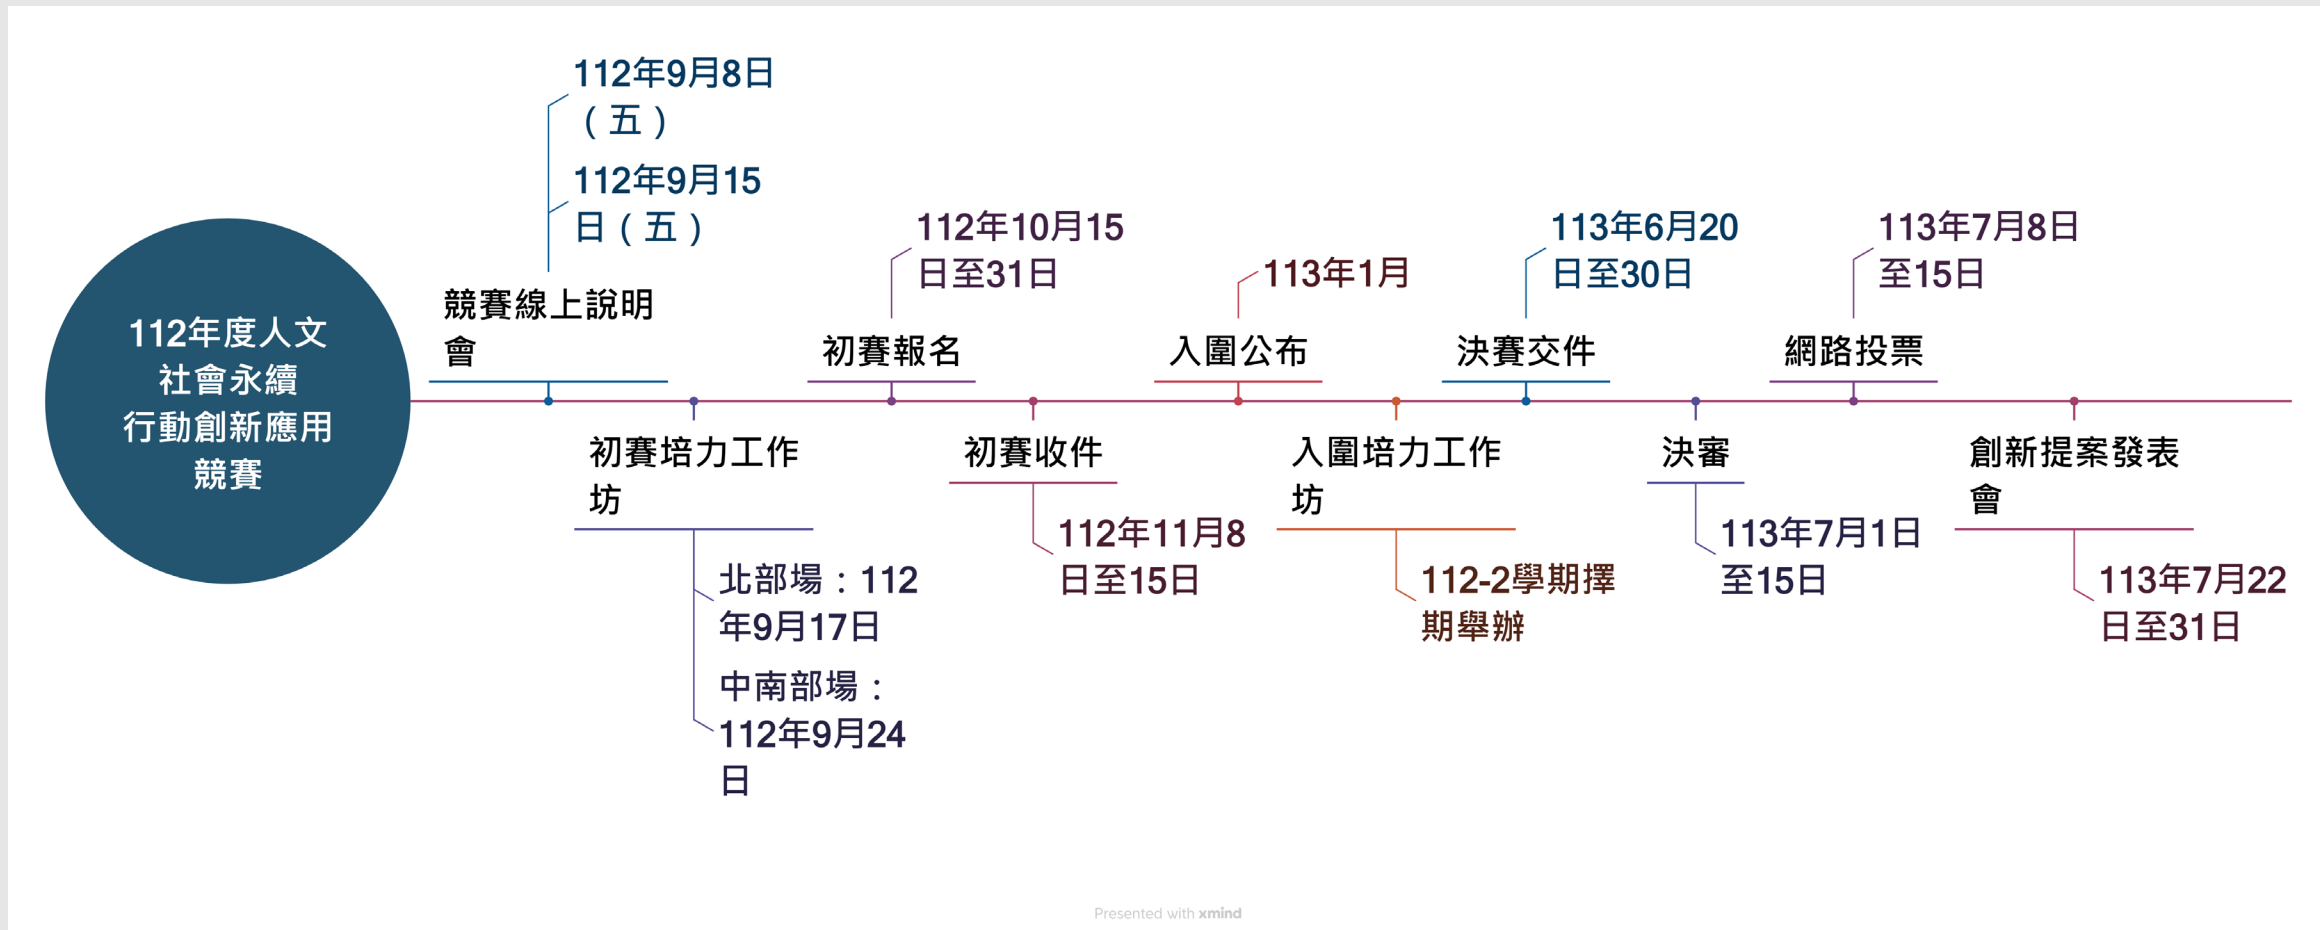 112年度人文
社會永續
行動創新應用
競賽
112年9月8日
（五）
112年9月15
日（五）
競賽線上說明
會
初賽培力工作
坊
北部場：112
年9月17日
中南部場：
112年9月24
日
112年10月15
日至31日
初賽報名
初賽收件
112年11月8
日至15日
113年1月
入圍公布
入圍培力工作
坊
112-2學期擇
期舉辦
113年6月20
日至30日
決賽交件
決審
113年7月1日
至15日
113年7月8日
至15日
網路投票
創新提案發表
會
113年7月22
日至31日
Presented with xmind